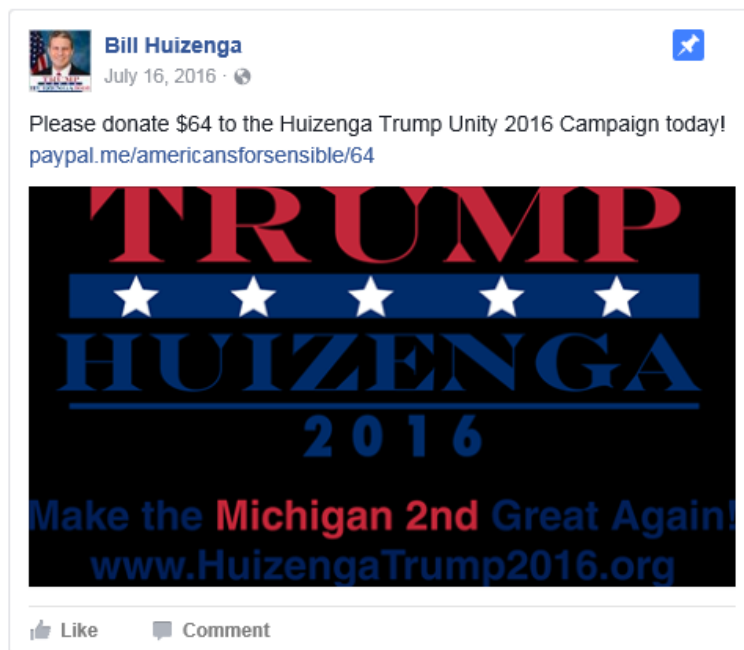 Bill Huizenga
July 16, 2016 ·
Please donate $64 to the Huizenga Trump Unity 2016 Campaign today!
paypal.me/americansforsensible/64
TRUMP
HUIZENGA
2016
Make the Michigan 2nd Great Again!
www.HuizengaTrump2016.org
Like Comment